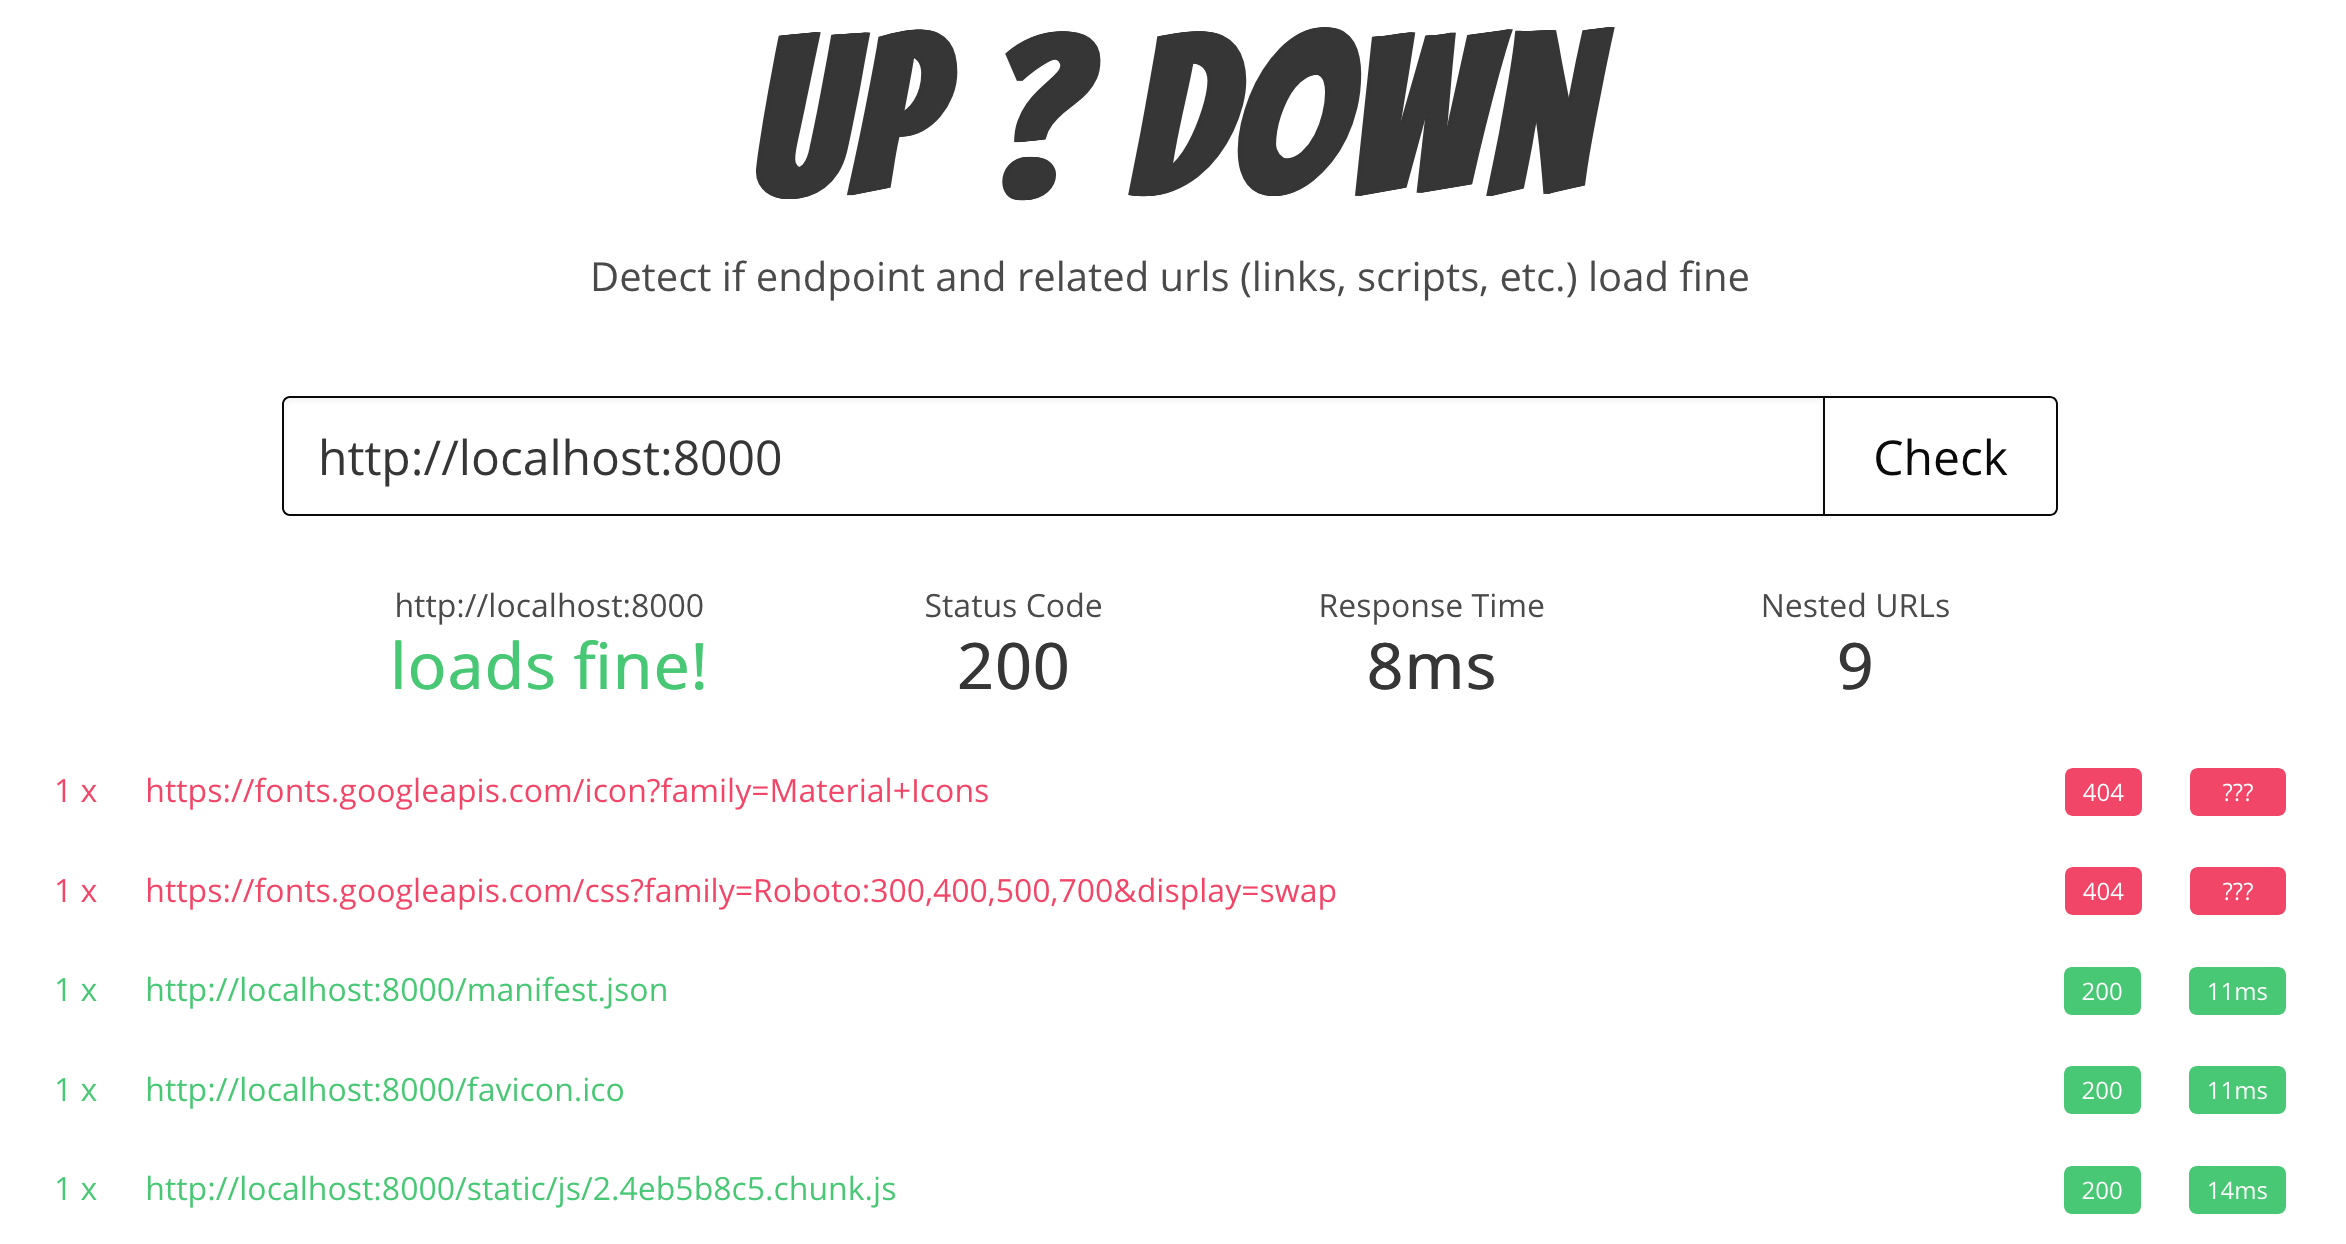 UP ? DOWN
Detect if endpoint and related urls (links, scripts, etc.) load fine
http://localhost:8000 Check
http://localhost:8000 Status Code Response Time Nested URLs
loads fine! 200 8ms 9
1 x https://fonts.googleapis.com/icon?family=Material+Icons 404 ???
1 x https://fonts.googleapis.com/css?family=Roboto:300,400,500,700&display=swap 404 ???
1 x http://localhost:8000/manifest.json 200 11ms
1 x http://localhost:8000/favicon.ico 200 11ms
1 x http://localhost:8000/static/js/2.4eb5b8c5.chunk.js 200 14ms